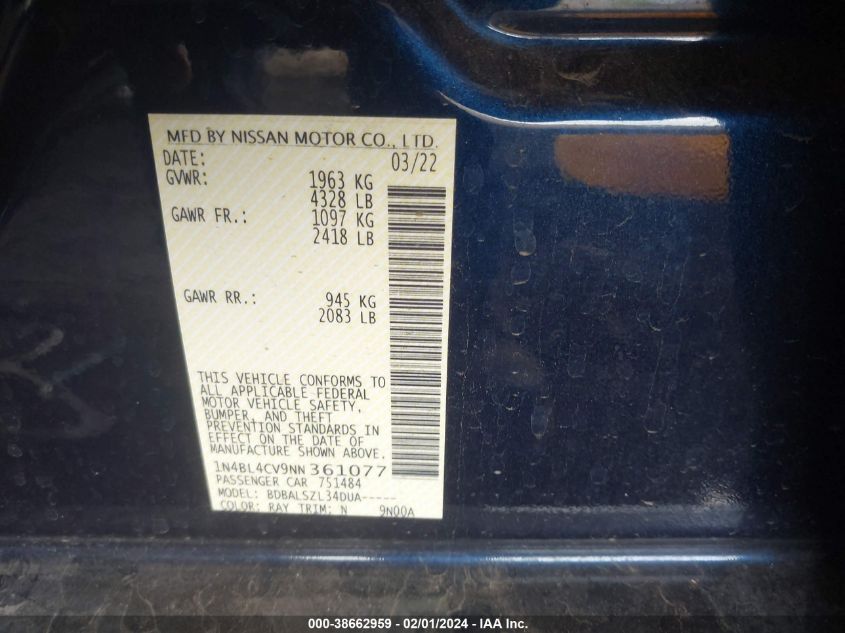 MFD BY NISSAN MOTOR CO., LTD.
DATE: 03/22
GVWR: 1963 KG
4328 LB
GAWR FR.: 1097 KG
2418 LB
GAWR RR.: 945 KG
2083 LB
THIS VEHICLE CONFORMS TO
ALL APPLICABLE FEDERAL
MOTOR VEHICLE SAFETY,
BUMPER, AND THEFT
PREVENTION STANDARDS IN
EFFECT ON THE DATE OF
MANUFACTURE SHOWN ABOVE.
1N4BL4CV9NN361077
PASSENGER CAR 751484
MODEL: BDBALSZL34DUA-----
COLOR: RAY TRIM: N 9N00A
000-38662959 - 02/01/2024 - IAA Inc.